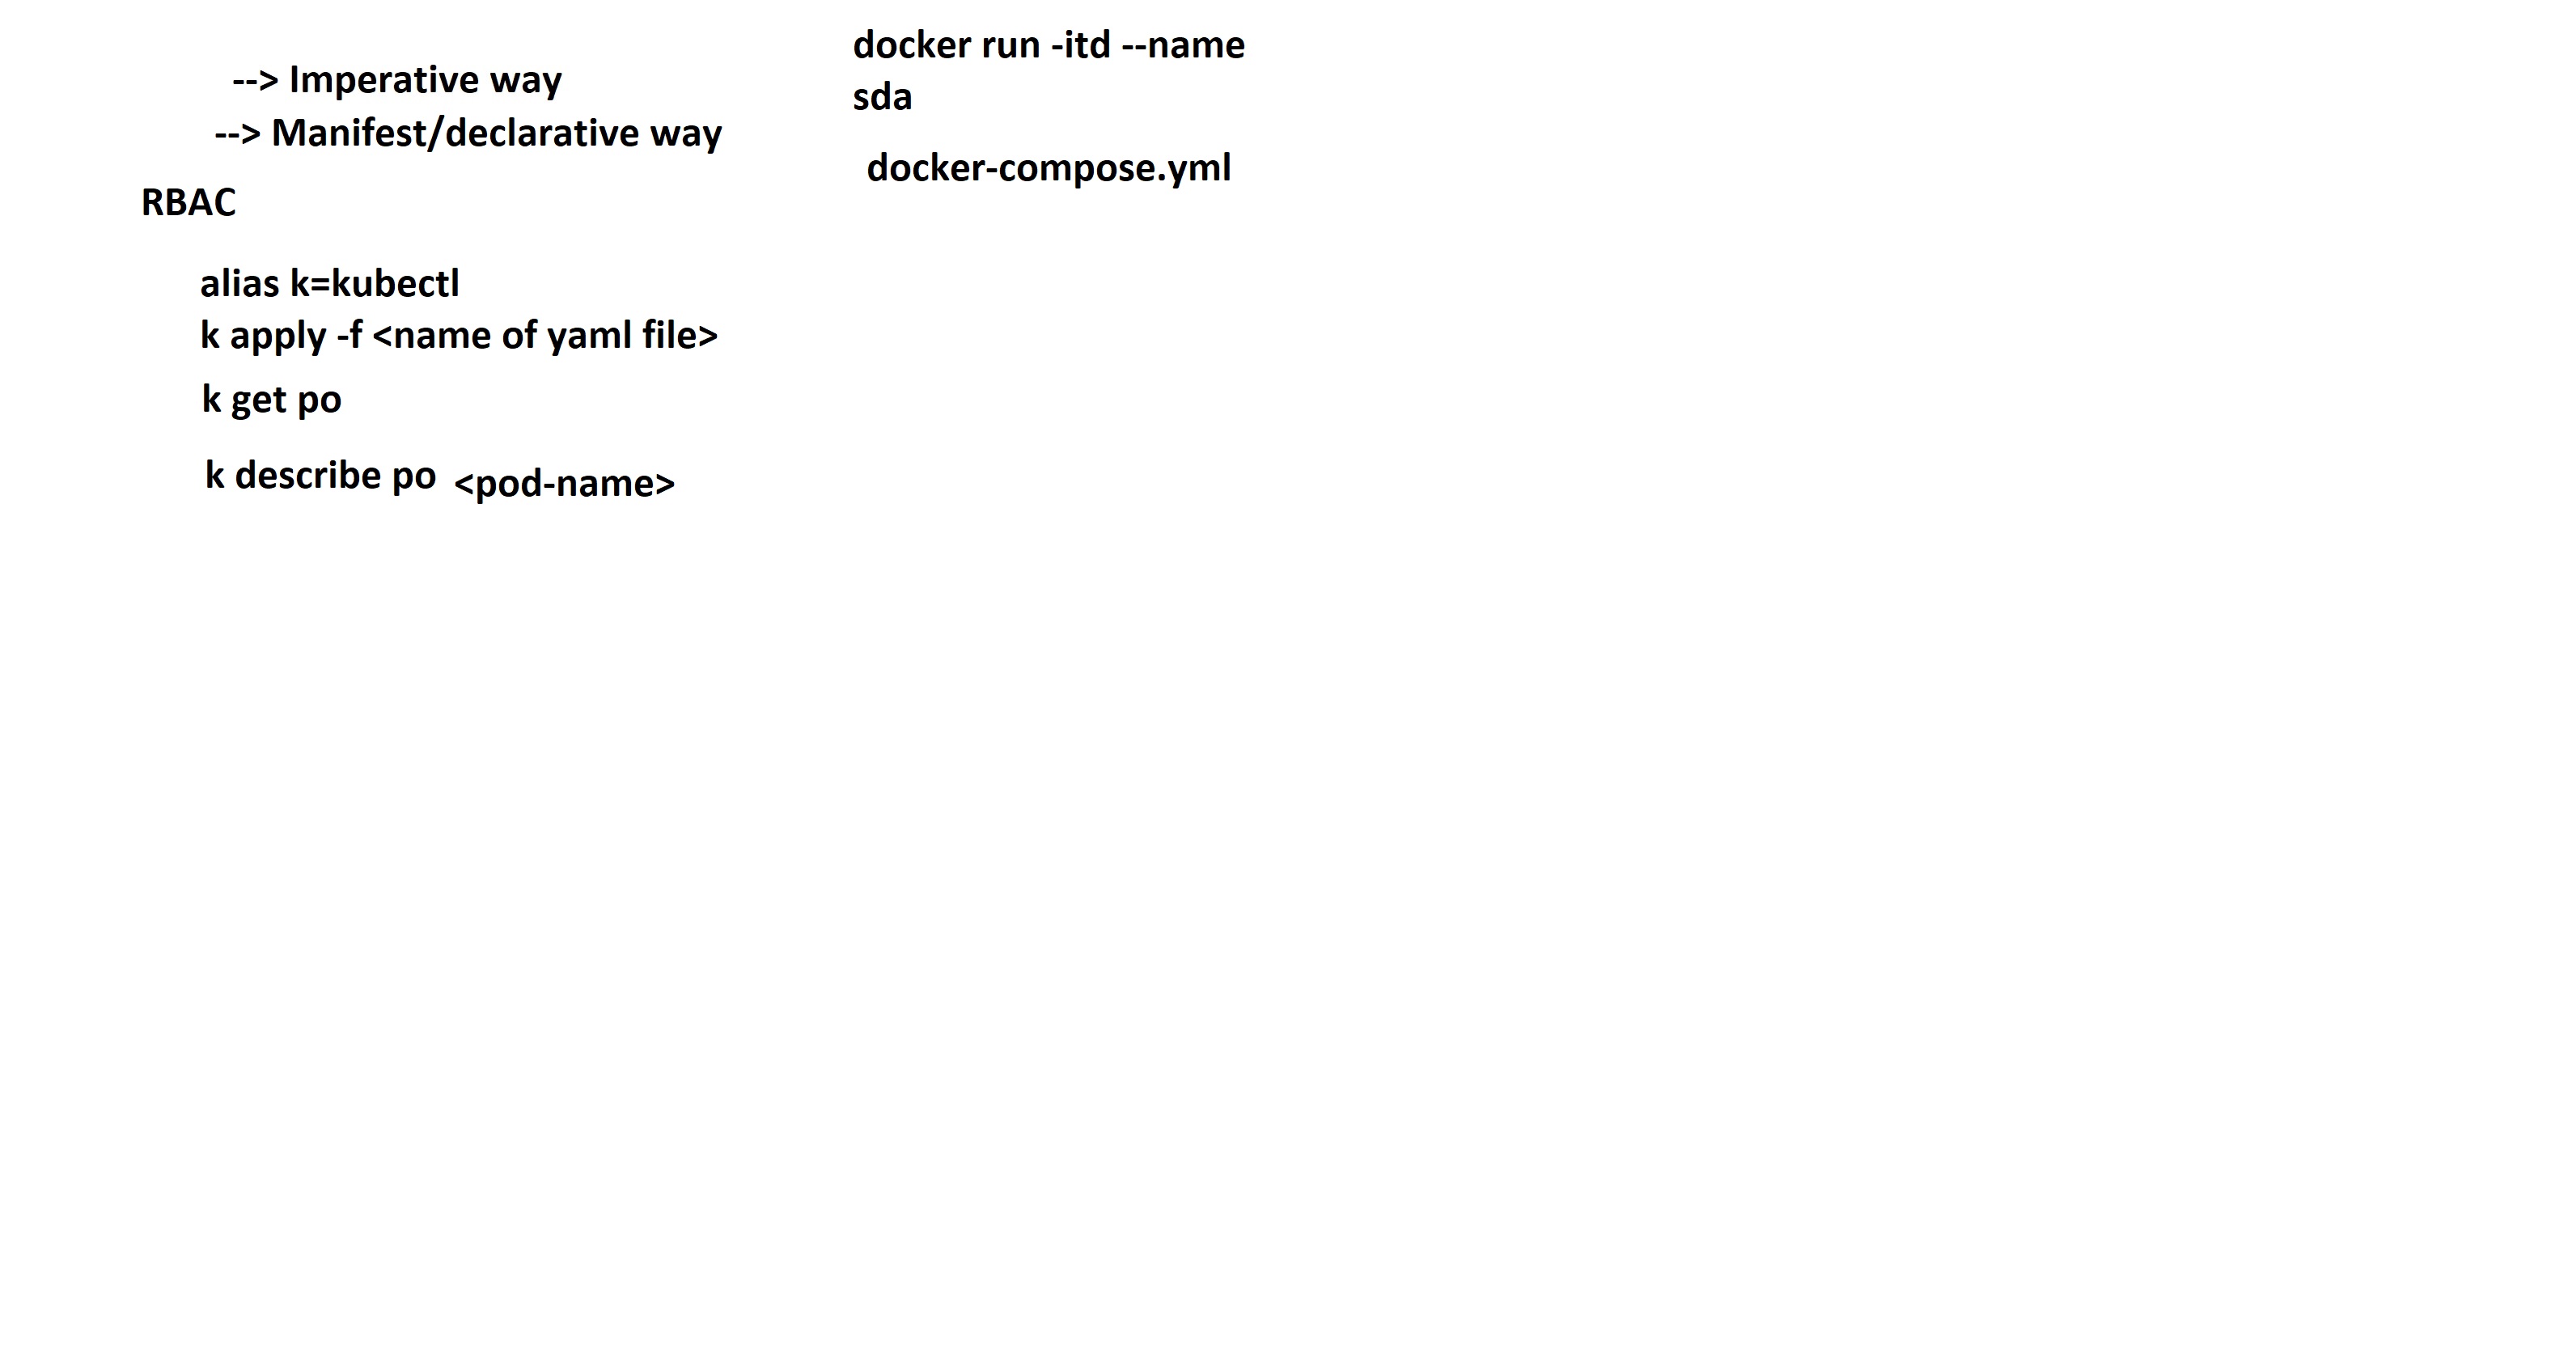 --> Imperative way
--> Manifest/declarative way
RBAC
alias k=kubectl
k apply -f <name of yaml file>
k get po
k describe po <pod-name>
docker run -itd --name
sda
docker-compose.yml